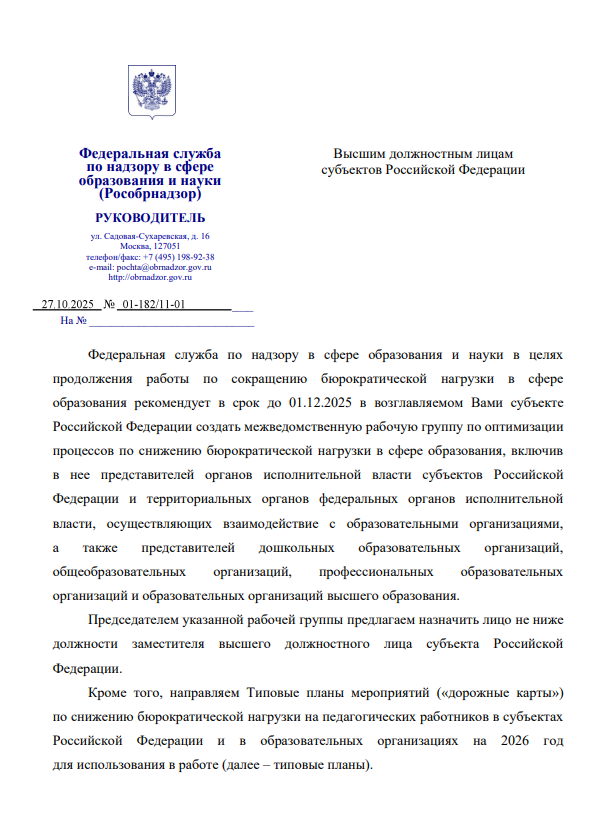 Федеральная служба
по надзору в сфере
образования и науки
(Рособрнадзор)
РУКОВОДИТЕЛЬ
ул. Садовая-Сухаревская, д. 16
Москва, 127051
телефон/факс: +7 (495) 198-92-38
e-mail: pochta@obrnadzor.gov.ru
http://obrnadzor.gov.ru
27.10.2025 № 01-182/11-01
На №
Высшим должностным лицам
субъектов Российской Федерации
Федеральная служба по надзору в сфере образования и науки в целях
продолжения работы по сокращению бюрократической нагрузки в сфере
образования рекомендует в срок до 01.12.2025 в возглавляемом Вами субъекте
Российской Федерации создать межведомственную рабочую группу по оптимизации
процессов по снижению бюрократической нагрузки в сфере образования, включив
в нее представителей органов исполнительной власти субъектов Российской
Федерации и территориальных органов федеральных органов исполнительной
власти, осуществляющих взаимодействие с образовательными организациями,
а также представителей дошкольных образовательных организаций,
общеобразовательных организаций, профессиональных образовательных
организаций и образовательных организаций высшего образования.
Председателем указанной рабочей группы предлагаем назначить лицо не ниже
должности заместителя высшего должностного лица субъекта Российской
Федерации.
Кроме того, направляем Типовые планы мероприятий («дорожные карты»)
по снижению бюрократической нагрузки на педагогических работников в субъектах
Российской Федерации и в образовательных организациях на 2026 год
для использования в работе (далее – типовые планы).